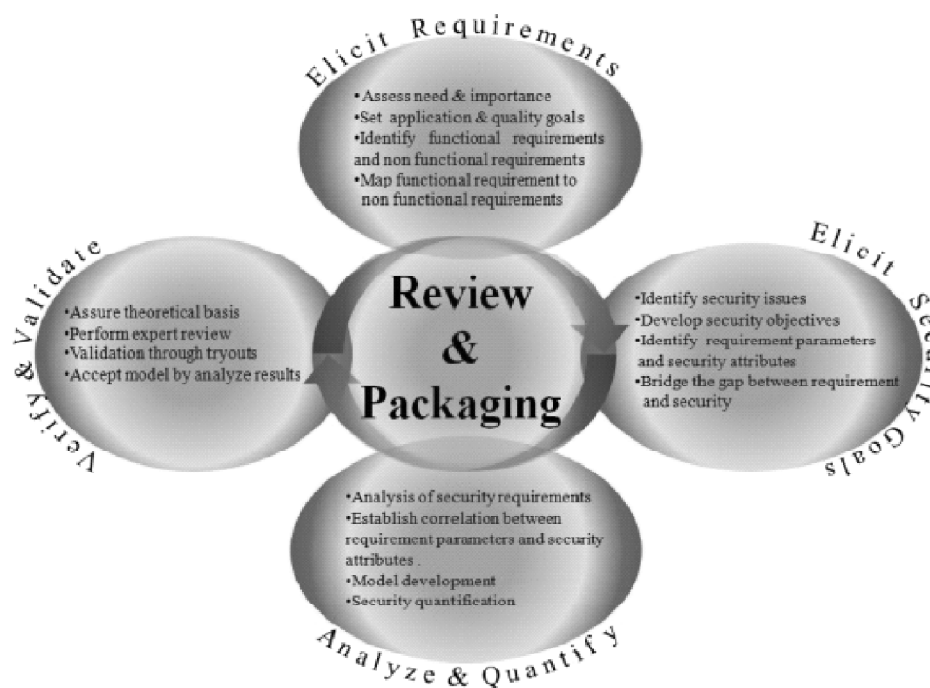 Elicit Requirements
•Assess need & importance
•Set application & quality goals
•Identify functional requirements
and non functional requirements
•Map functional requirement to
non functional requirements
Elicit Security Goals
•Identify security issues
•Develop security objectives
•Identify requirement parameters
and security attributes
•Bridge the gap between requirement
and security
Verify & Validate
•Assure theoretical basis
•Perform expert review
•Validation through tryouts
•Accept model by analyze results
Review
&
Packaging
•Analysis of security requirements
•Establish correlation between
requirement parameters and security
attributes .
•Model development
•Security quantification
Analyze & Quantify